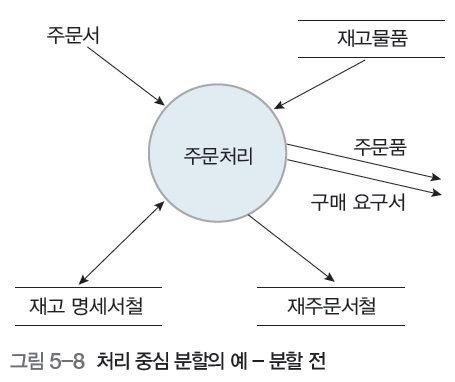 주문서
재고물품
주문처리
주문품
구매 요구서
재고 명세서철
재주문서철
그림 5-8 처리 중심 분할의 예 – 분할 전